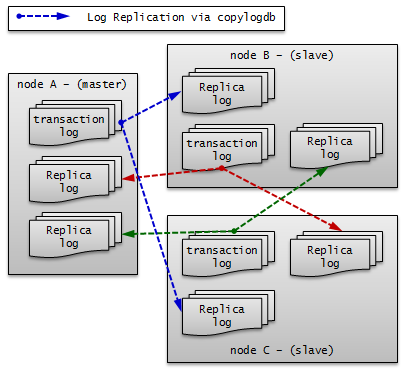 Log Replication via copylogdb
node A – (master)
transaction
log
Replica
log
Replica
log
node B – (slave)
Replica
log
transaction
log
Replica
log
transaction
log
Replica
log
Replica
log
node C – (slave)